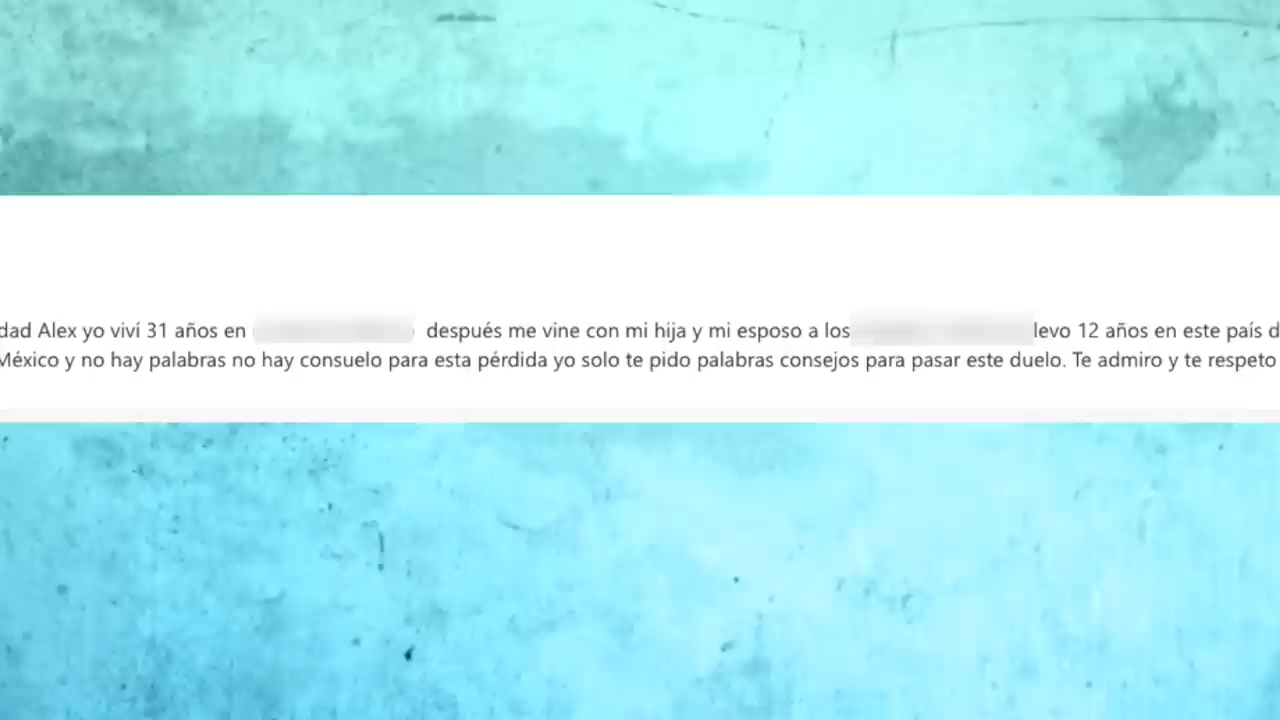 dad Alex yo viví 31 años en después me vine con mi hija y mi esposo a los levo 12 años en este país d
México y no hay palabras no hay consuelo para esta pérdida yo solo te pido palabras consejos para pasar este duelo. Te admiro y te respeto